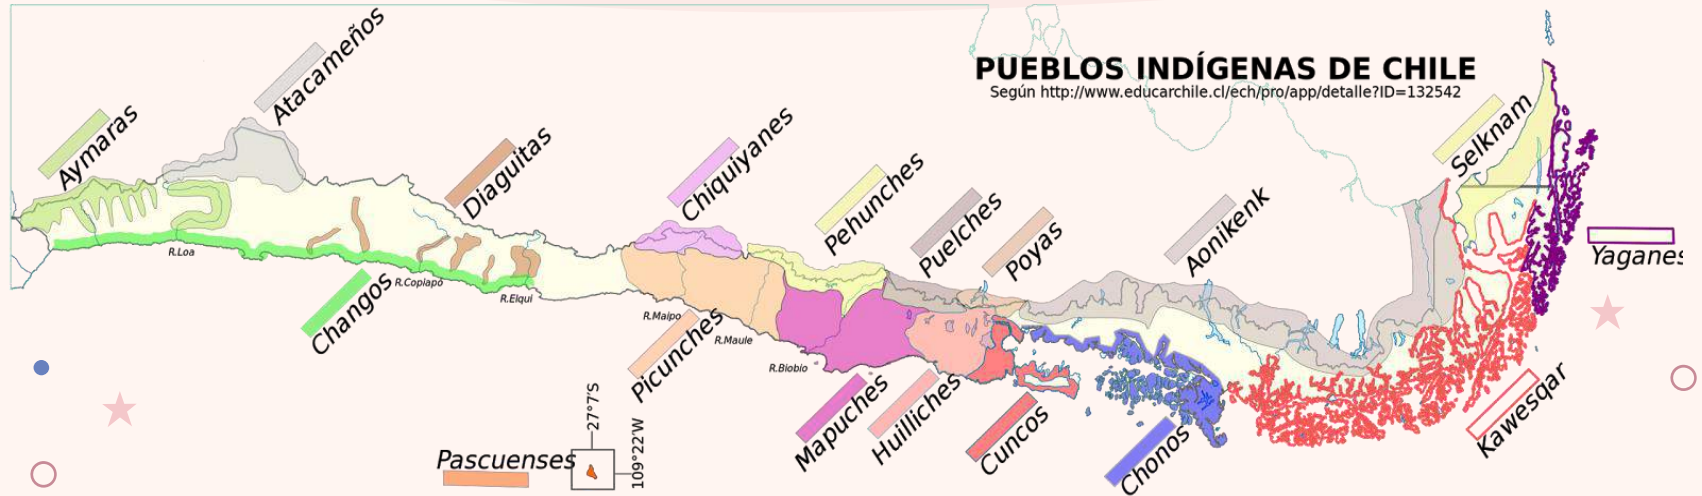 PUEBLOS INDÍGENAS DE CHILE
Según http://www.educarchile.cl/ech/pro/app/detalle?ID=132542
Atacameños
Aymaras
Diaguitas
Chiquiyanes
Pehunches
Puelches
Poyas
Aonikenk
Selknam
Yaganes
R.Loa
R.Copiapó
R.Elqui
R.Maipo
R.Maule
R.Biobio
Changos
Picunches
Mapuches
Huilliches
Cuncos
Chonos
Kawesqar
Pascuenses
27°7'S
109°22'W